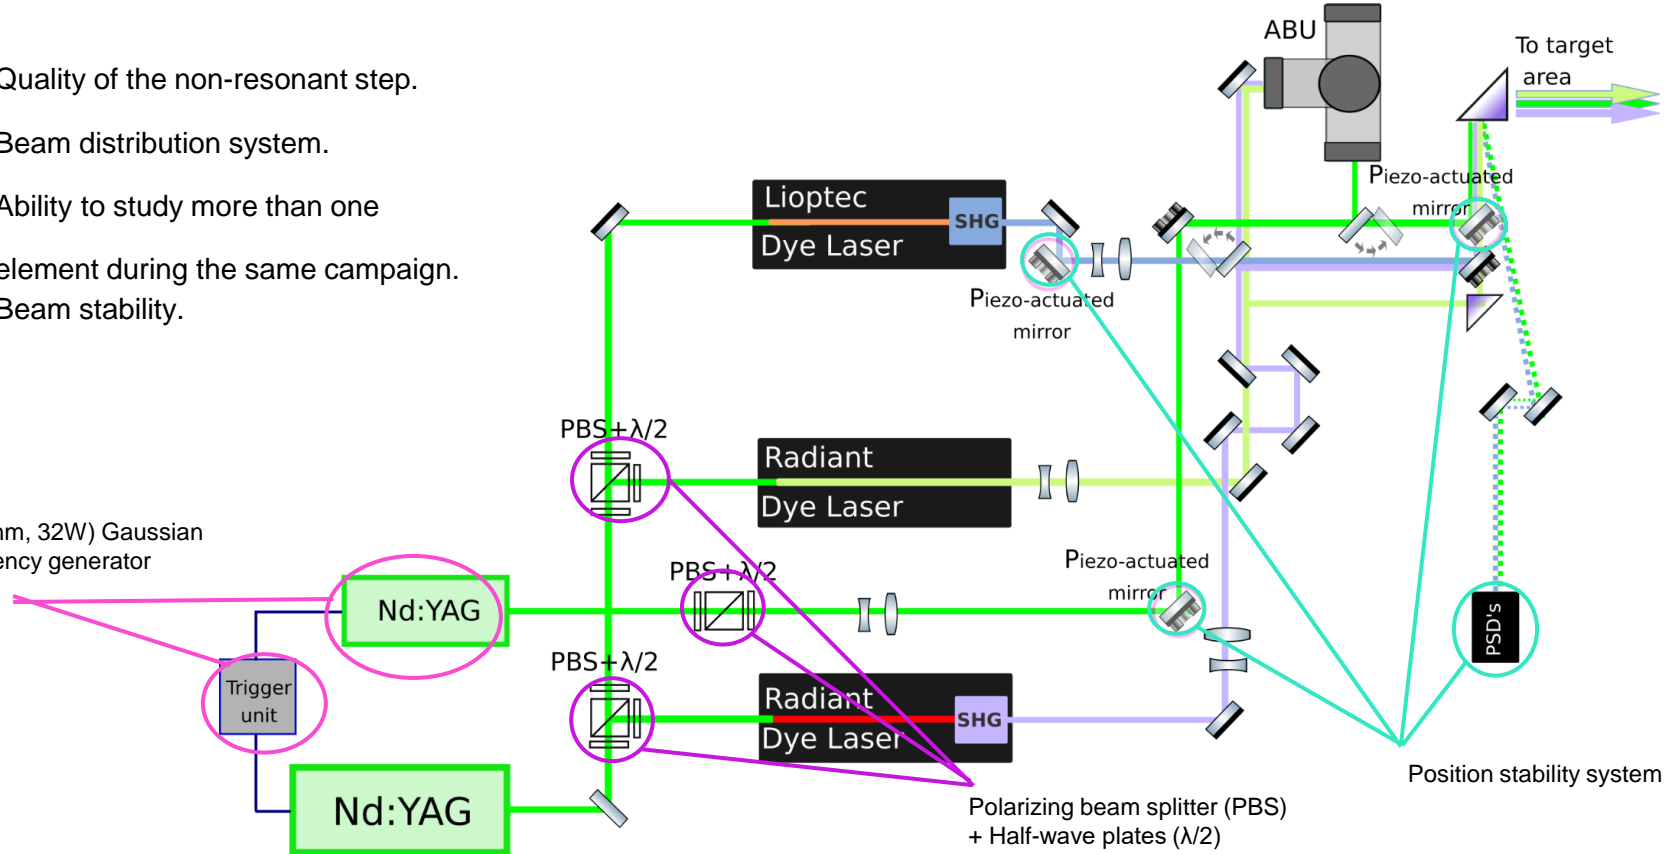 Quality of the non-resonant step.
Beam distribution system.
Ability to study more than one
element during the same campaign.
Beam stability.
ABU
To target
area
Piezo-actuated
mirror
Lioptec
SHG
Dye Laser
Piezo-actuated
mirror
PBS+λ/2
Radiant
Dye Laser
32W) Gaussian
generator
PBS+λ/2
Piezo-actuated
mirror
Nd:YAG
PSD's
PBS+λ/2
Trigger
unit
Radiant
SHG
Dye Laser
Nd:YAG
Position stability system
Polarizing beam splitter (PBS)
+ Half-wave plates (λ/2)